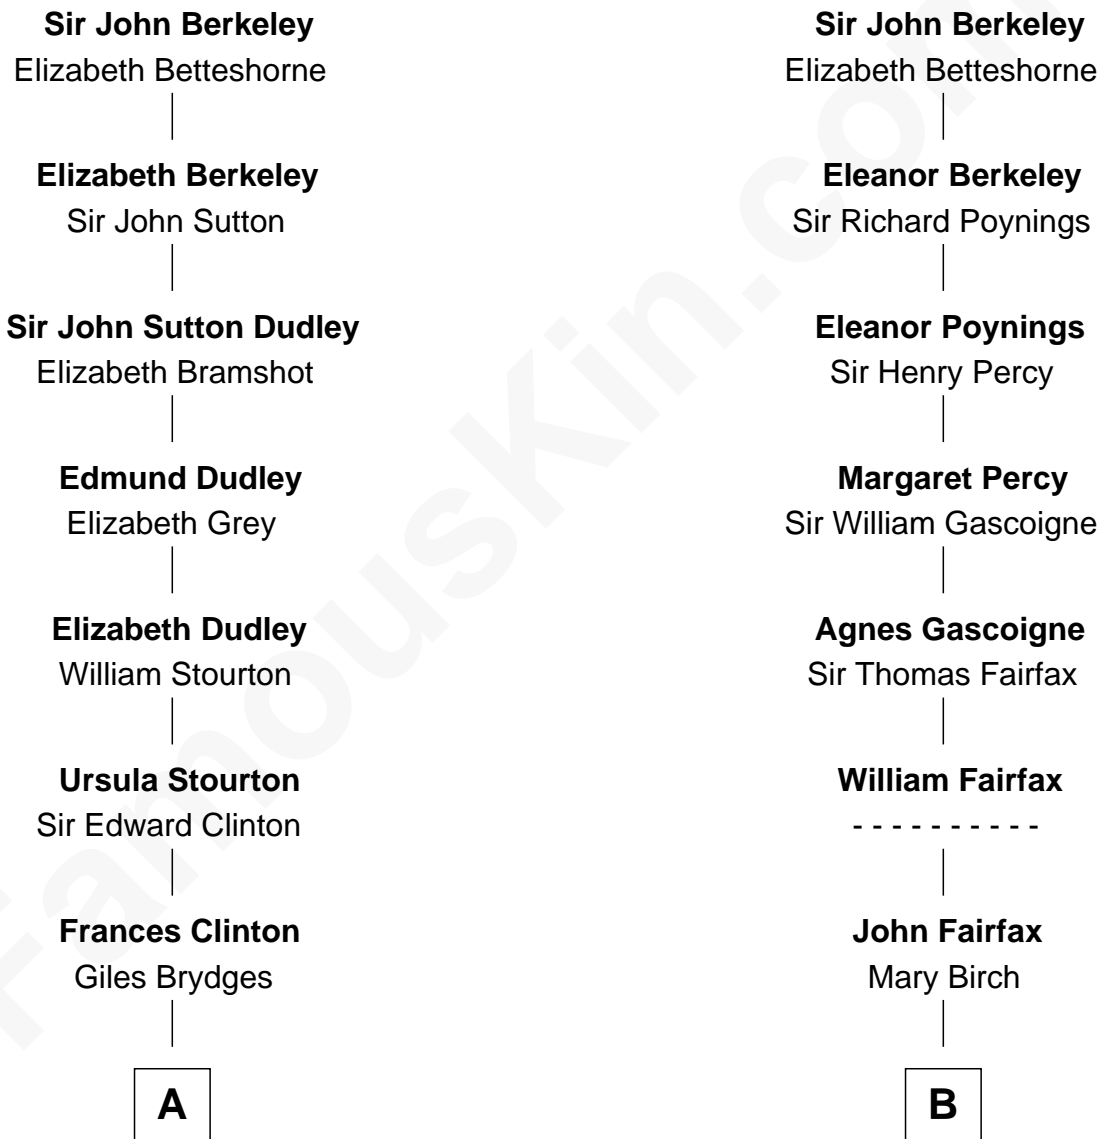 Sir John Berkeley
Elizabeth Betteshorne
Elizabeth Berkeley
Sir John Sutton
Sir John Sutton Dudley
Elizabeth Bramshot
Edmund Dudley
Elizabeth Grey
Elizabeth Dudley
William Stourton
Ursula Stourton
Sir Edward Clinton
Frances Clinton
Giles Brydges
A
Sir John Berkeley
Elizabeth Betteshorne
Eleanor Berkeley
Sir Richard Poynings
Eleanor Poynings
Sir Henry Percy
Margaret Percy
Sir William Gascoigne
Agnes Gascoigne
Sir Thomas Fairfax
William Fairfax
- - - - - - - - - -
John Fairfax
Mary Birch
B
FamousKin.com